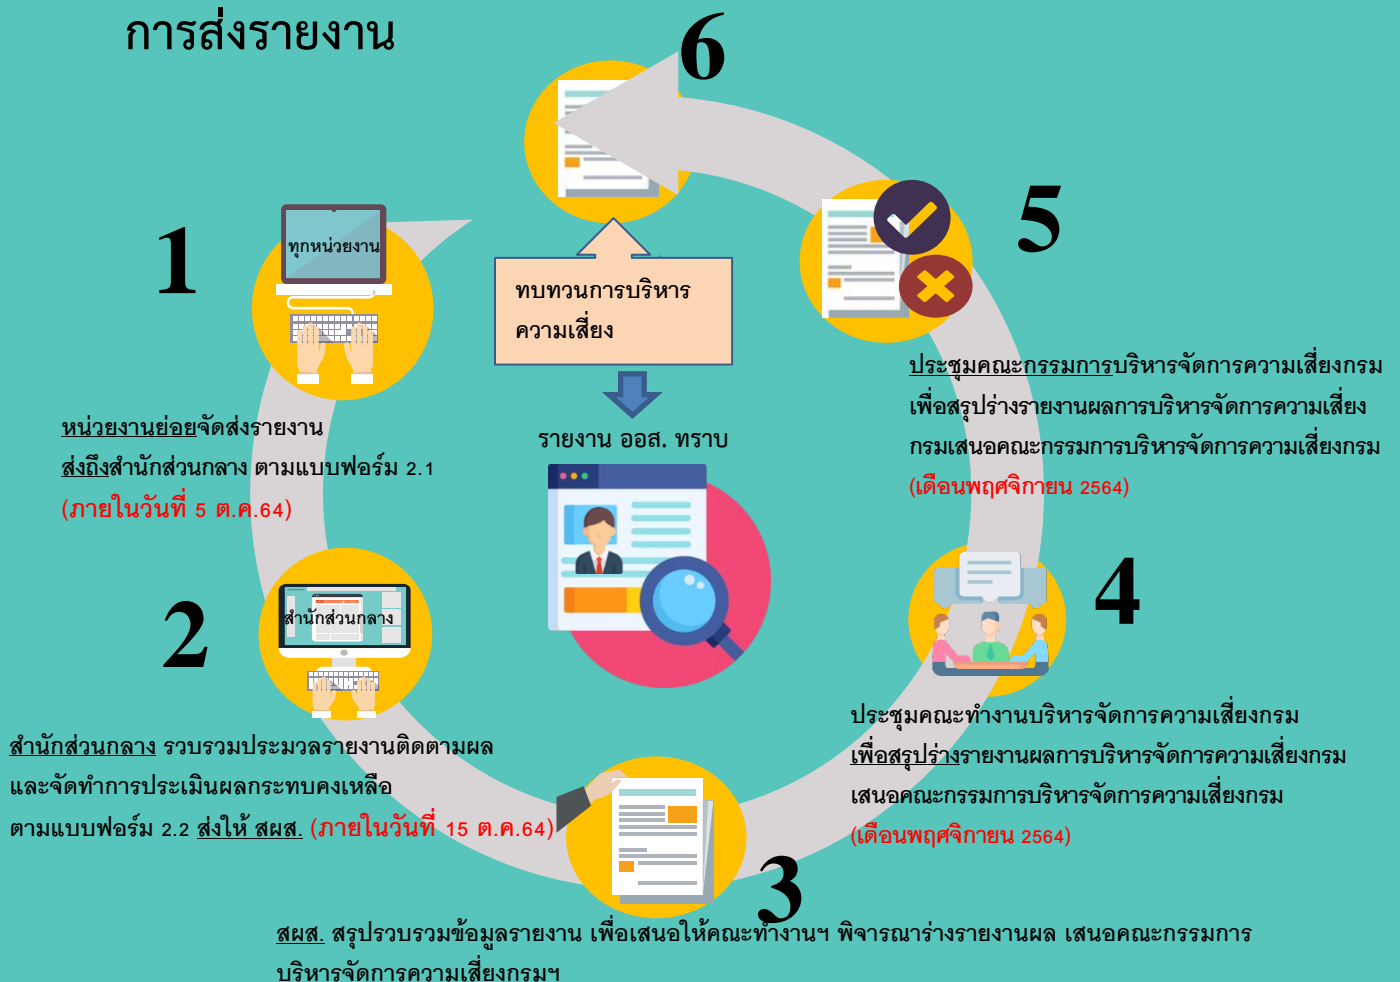 การส่งรายงาน
6
1
ทุกหน่วยงาน
5
ทบทวนการบริหาร
ความเสี่ยง
รายงาน ออส. ทราบ
หน่วยงานย่อยจัดส่งรายงาน
ส่งถึงสำนักส่วนกลาง ตามแบบฟอร์ม 2.1
(ภายในวันที่ 5 ต.ค.64)
ประชุมคณะกรรมการบริหารจัดการความเสี่ยงกรม
เพื่อสรุปร่างรายงานผลการบริหารจัดการความเสี่ยง
กรมเสนอคณะกรรมการบริหารจัดการความเสี่ยงกรม
(เดือนพฤศจิกายน 2564)
2
สำนักส่วนกลาง
4
สำนักส่วนกลาง รวบรวมประมวลรายงานติดตามผล
และจัดทำการประเมินผลกระทบคงเหลือ
ตามแบบฟอร์ม 2.2 ส่งให้ สผส. (ภายในวันที่ 15 ต.ค.64)
ประชุมคณะทำงานบริหารจัดการความเสี่ยงกรม
เพื่อสรุปร่างรายงานผลการบริหารจัดการความเสี่ยงกรม
เสนอคณะกรรมการบริหารจัดการความเสี่ยงกรม
(เดือนพฤศจิกายน 2564)
3
สผส. สรุปรวบรวมข้อมูลรายงาน เพื่อเสนอให้คณะทำงานฯ พิจารณาร่างรายงานผล เสนอคณะกรรมการ
บริหารจัดการความเสี่ยงกรมฯ